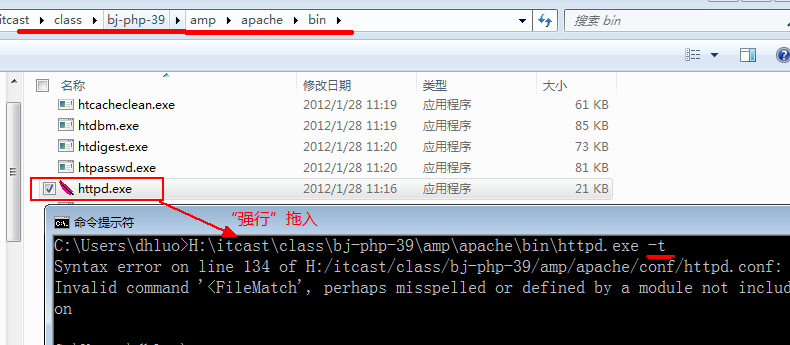 itcast ▸ class ▸ bj-php-39 ▸ amp ▸ apache ▸ bin ▸
搜索 bin
名称 修改日期 类型 大小
htcacheclean.exe 2012/1/28 11:19 应用程序 61 KB
htdbm.exe 2012/1/28 11:19 应用程序 85 KB
htdigest.exe 2012/1/28 11:20 应用程序 73 KB
htpasswd.exe 2012/1/28 11:20 应用程序 81 KB
httpd.exe 2012/1/28 11:16 应用程序 21 KB
“强行”拖入
命令提示符
C:\Users\dhluo>H:\itcast\class\bj-php-39\amp\apache\bin\httpd.exe -t
Syntax error on line 134 of H:/itcast/class/bj-php-39/amp/apache/conf/httpd.conf:
Invalid command '<FileMatch', perhaps misspelled or defined by a module not includ
on